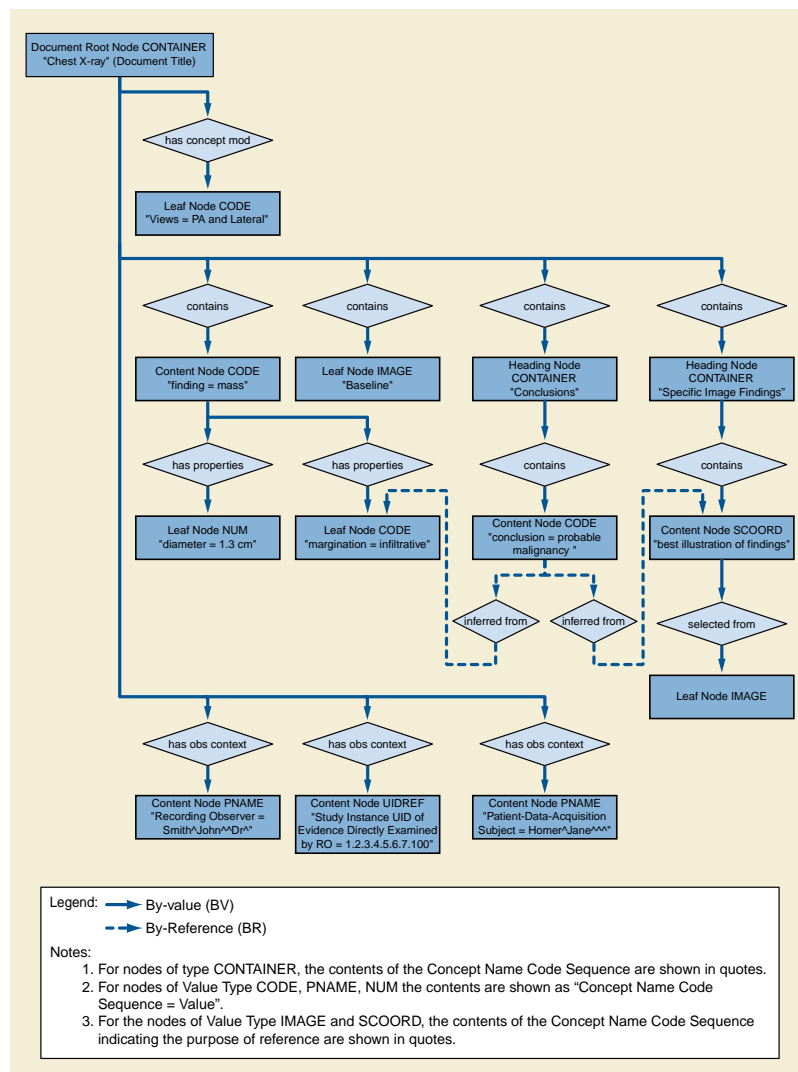 Document Root Node CONTAINER
"Chest X-ray" (Document Title)
has concept mod
Leaf Node CODE
"Views = PA and Lateral"
contains
contains
contains
contains
Content Node CODE
"finding = mass"
Leaf Node IMAGE
"Baseline"
Heading Node
CONTAINER
"Conclusions"
Heading Node
CONTAINER
"Specific Image Findings"
has properties
has properties
contains
contains
Leaf Node NUM
"diameter = 1.3 cm"
Leaf Node CODE
"margination = infiltrative"
Content Node CODE
"conclusion = probable
malignancy "
Content Node SCOORD
"best illustration of findings"
inferred from
inferred from
selected from
Leaf Node IMAGE
has obs context
has obs context
has obs context
Content Node PNAME
"Recording Observer =
Smith^John^^Dr^"
Content Node UIDREF
"Study Instance UID of
Evidence Directly Examined
by RO = 1.2.3.4.5.6.7.100"
Content Node PNAME
"Patient-Data-Acquisition
Subject = Homer^Jane^^^"
Legend: By-value (BV)
By-Reference (BR)
Notes:
1. For nodes of type CONTAINER, the contents of the Concept Name Code Sequence are shown in quotes.
2. For nodes of Value Type CODE, PNAME, NUM the contents are shown as “Concept Name Code
Sequence = Value”.
3. For the nodes of Value Type IMAGE and SCOORD, the contents of the Concept Name Code Sequence
indicating the purpose of reference are shown in quotes.